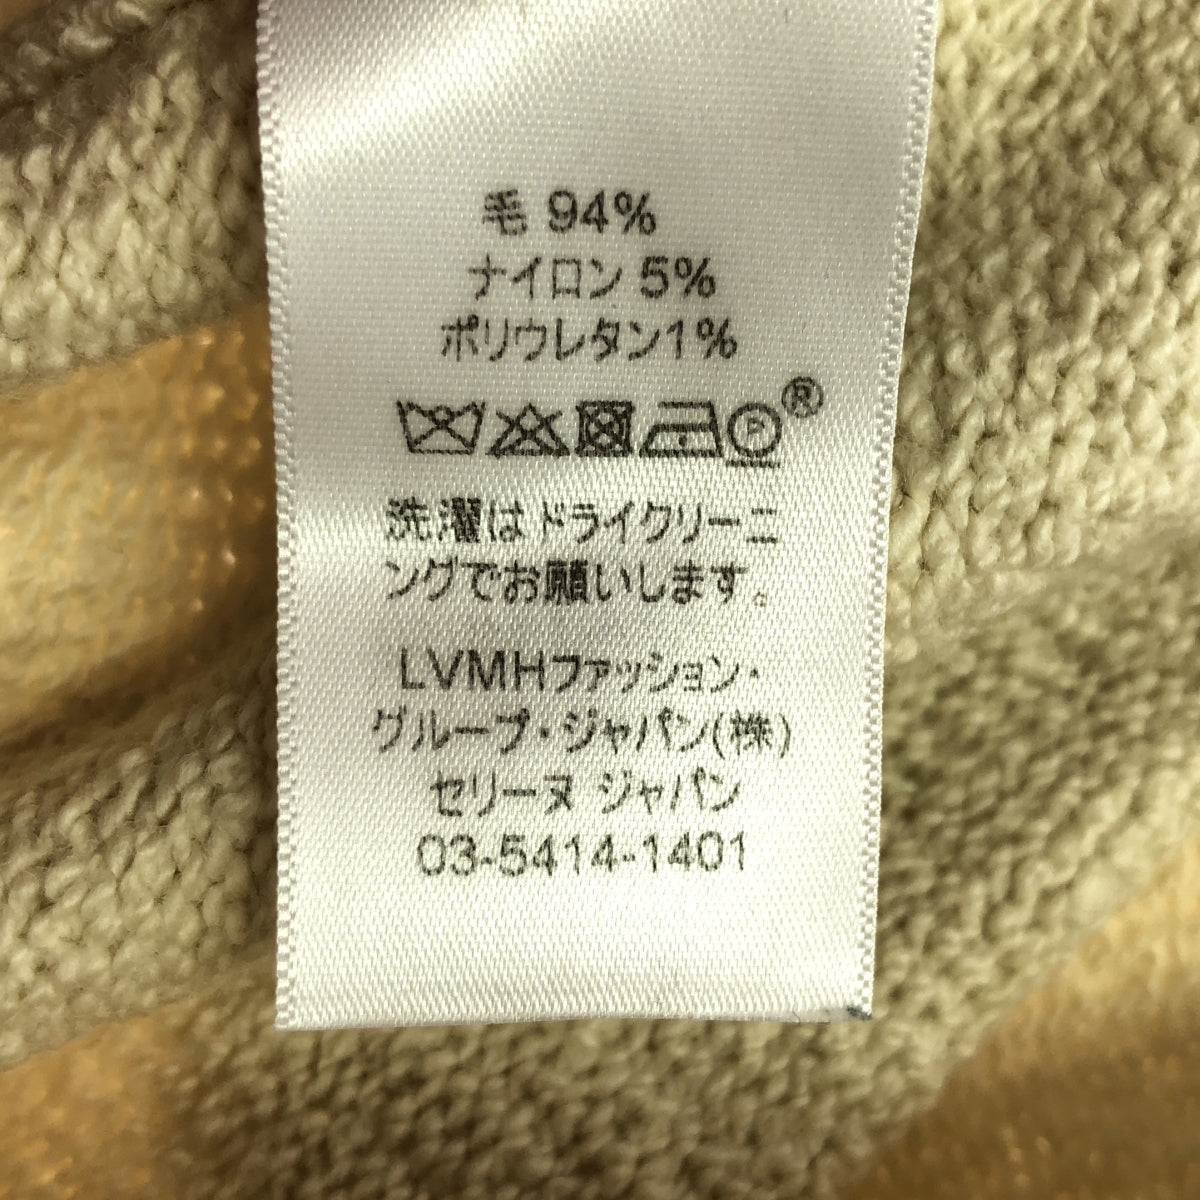 毛 94%
ナイロン 5%
ポリウレタン1%
P ®
洗濯はドライクリーニ
ングでお願いします。
LVMHファッション・
グループ・ジャパン(株)
セリーヌ ジャパン
03-5414-1401